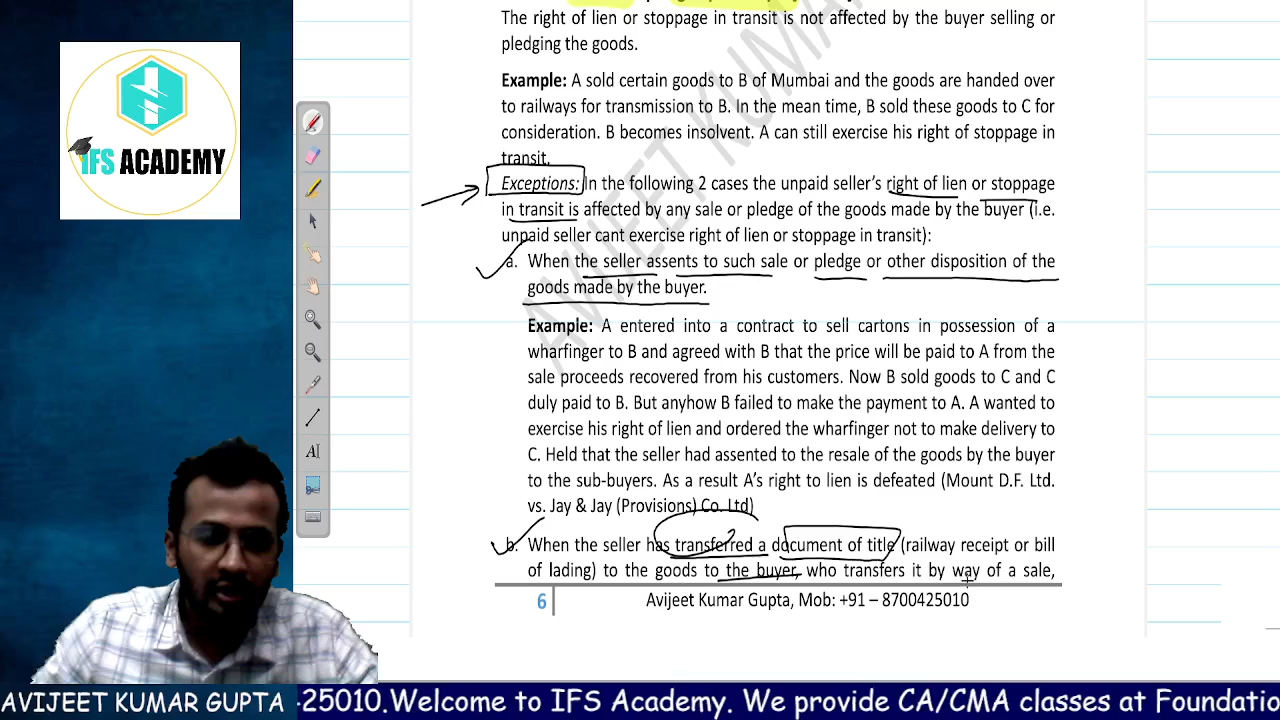 The right of lien or stoppage in transit is not affected by the buyer selling or
pledging the goods.
Example: A sold certain goods to B of Mumbai and the goods are handed over
to railways for transmission to B. In the mean time, B sold these goods to C for
consideration. B becomes insolvent. A can still exercise his right of stoppage in
transit.
Exceptions: In the following 2 cases the unpaid seller's right of lien or stoppage
in transit is affected by any sale or pledge of the goods made by the buyer (i.e.
unpaid seller cant exercise right of lien or stoppage in transit):
a. When the seller assents to such sale or pledge or other disposition of the
goods made by the buyer.
Example: A entered into a contract to sell cartons in possession of a
wharfinger to B and agreed with B that the price will be paid to A from the
sale proceeds recovered from his customers. Now B sold goods to C and C
duly paid to B. But anyhow B failed to make the payment to A. A wanted to
exercise his right of lien and ordered the wharfinger not to make delivery to
C. Held that the seller had assented to the resale of the goods by the buyer
to the sub-buyers. As a result A's right to lien is defeated (Mount D.F. Ltd.
vs. Jay & Jay (Provisions) Co. Ltd)
b. When the seller has transferred a document of title (railway receipt or bill
of lading) to the goods to the buyer, who transfers it by way of a sale,
6
Avijeet Kumar Gupta, Mob: +91 – 8700425010
AVIJEET KUMAR
IFS ACADEMY
AVIJEET KUMAR GUPTA -25010.Welcome to IFS Academy. We provide CA/CMA classes at Foundatio